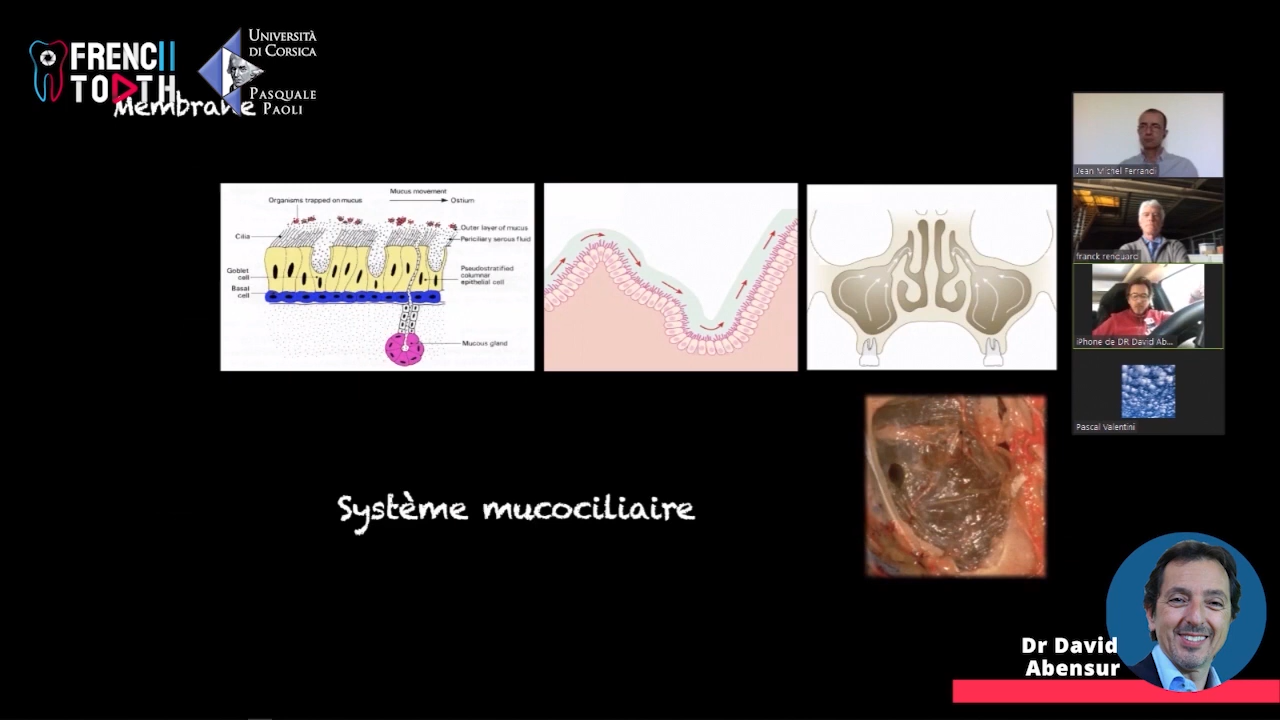 FRENCH
TOOTH
UNIVERSITÀ
DI CORSICA
PASQUALE
PAOLI
Membrane
Mucus movement
Organisms trapped on mucus
Ostium
Outer layer of mucus
Cilia
Periciliary serous fluid
Goblet
cell
Pseudostratified
columnar
epithelial cell
Basal
cell
Mucous gland
Jean Michel Ferrandi
franck renouard
iPhone de DR David Ab...
Pascal Valentini
Système mucociliaire
Dr David
Abensur